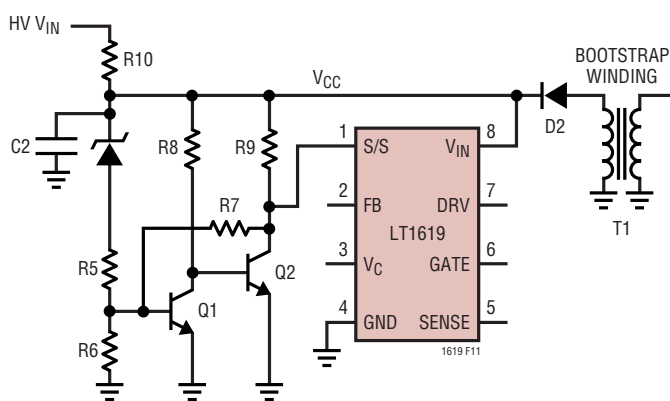 HV VIN
R10
VCC
BOOTSTRAP
WINDING
C2
R8
R9
1
S/S
VIN
8
D2
R7
2
FB
DRV
7
T1
LT1619
R5
3
VC
GATE
6
Q1
Q2
R6
4
GND
SENSE
5
1619 F11